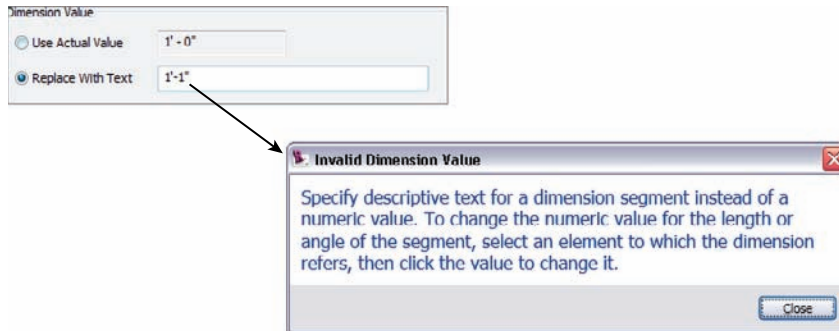 Dimension Value
Use Actual Value 1' - 0"
Replace With Text 1'-1"
Invalid Dimension Value
Specify descriptive text for a dimension segment instead of a
numeric value. To change the numeric value for the length or
angle of the segment, select an element to which the dimension
refers, then click the value to change it.
Close